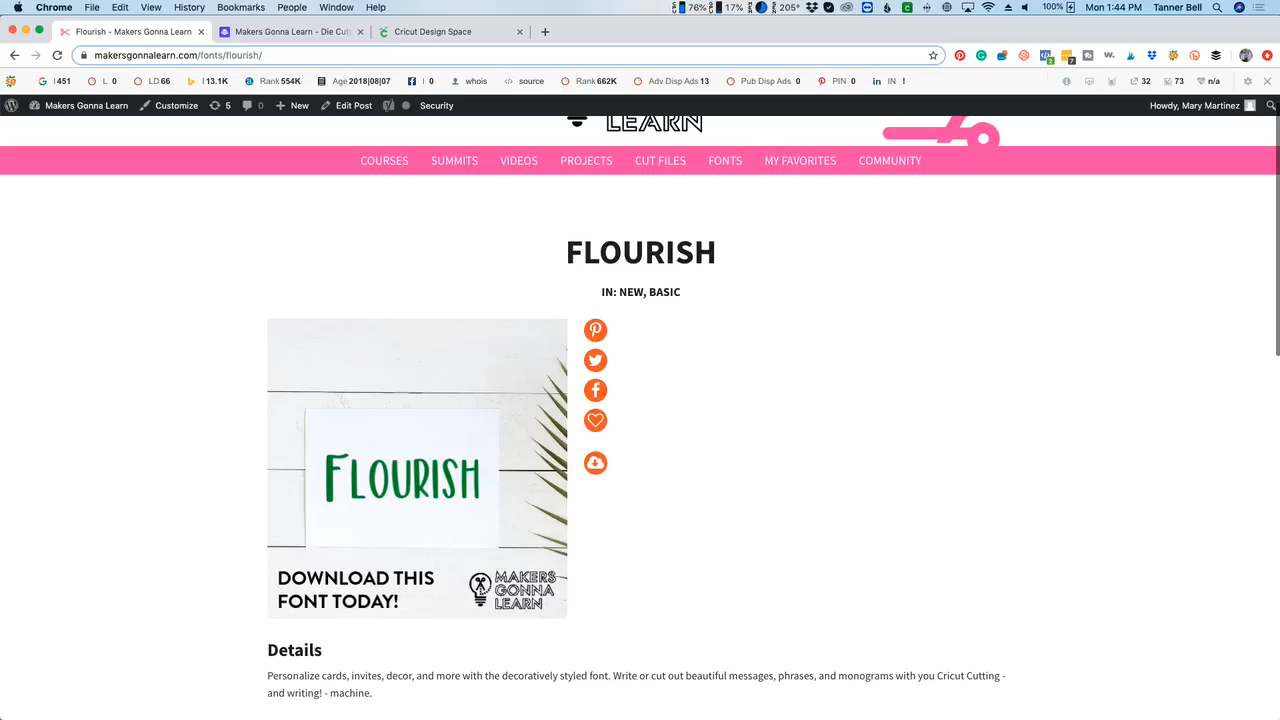 Chrome File Edit View History Bookmarks People Window Help 76% 17% 205° 100% Mon 1:44 PM Tanner Bell
Flourish - Makers Gonna Learn Makers Gonna Learn - Die Cut Cricut Design Space
makersgonnalearn.com/fonts/flourish/
I 451 L 0 LD 66 I 13.1K Rank 554K Age 2018|08|07 I 0 whois source Rank 662K Adv Disp Ads 13 Pub Disp Ads 0 PIN 0 IN ! 32 73 n/a
Makers Gonna Learn Customize 5 0 New Edit Post Security Howdy, Mary Martinez
LEARN
COURSES SUMMITS VIDEOS PROJECTS CUT FILES FONTS MY FAVORITES COMMUNITY
FLOURISH
IN: NEW, BASIC
FLOURISH
DOWNLOAD THIS
FONT TODAY!
MAKERS
GONNA
LEARN
Details
Personalize cards, invites, decor, and more with the decoratively styled font. Write or cut out beautiful messages, phrases, and monograms with you Cricut Cutting -
and writing! - machine.